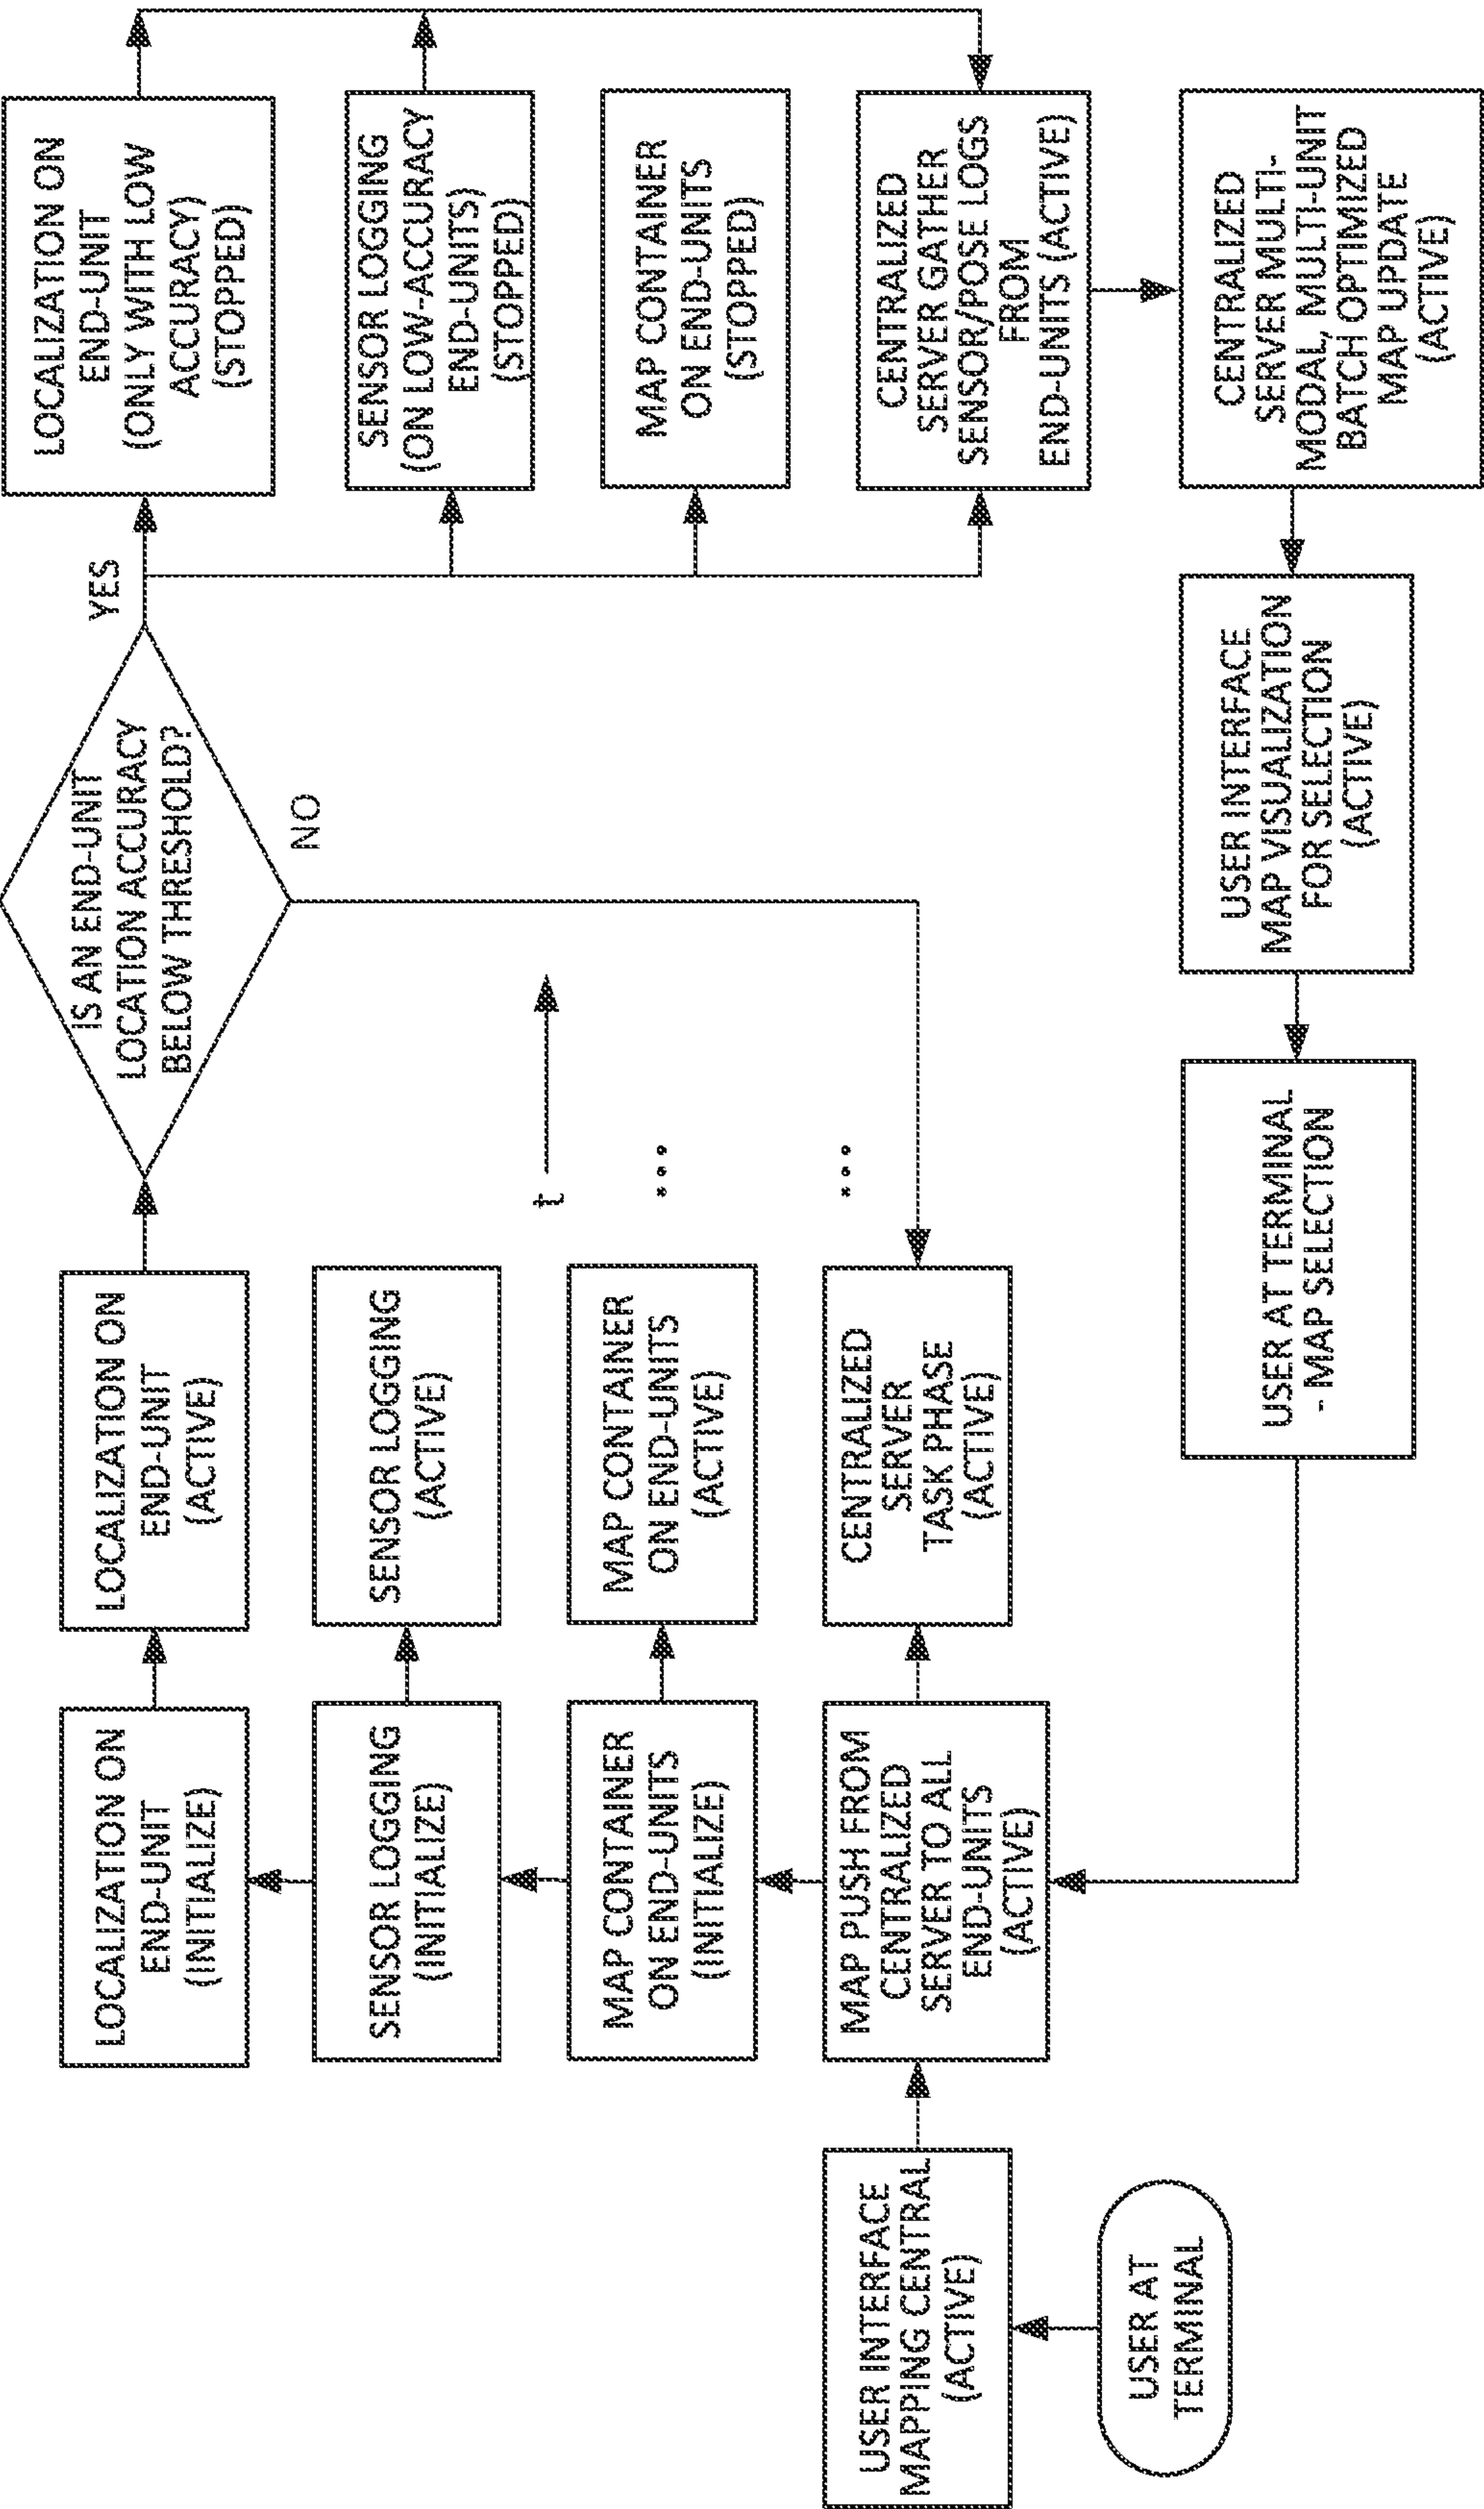 LOCALIZATION ON
END-UNIT
(INITIALIZE)
LOCALIZATION ON
END-UNIT
(ACTIVE)
IS AN END-UNIT
LOCATION ACCURACY
BELOW THRESHOLD?
YES
NO
LOCALIZATION ON
END-UNIT
(ONLY WITH LOW
ACCURACY)
(STOPPED)
SENSOR LOGGING
(INITIALIZE)
SENSOR LOGGING
(ACTIVE)
t
SENSOR LOGGING
(ON LOW-ACCURACY
END-UNITS)
(STOPPED)
MAP CONTAINER
ON END-UNITS
(INITIALIZE)
MAP CONTAINER
ON END-UNITS
(ACTIVE)
...
MAP CONTAINER
ON END-UNITS
(STOPPED)
USER INTERFACE
MAPPING CENTRAL
(ACTIVE)
MAP PUSH FROM
CENTRALIZED
SERVER TO ALL
END-UNITS
(ACTIVE)
CENTRALIZED
SERVER
TASK PHASE
(ACTIVE)
...
CENTRALIZED
SERVER GATHER
SENSOR/POSE LOGS
FROM
END-UNITS (ACTIVE)
USER AT
TERMINAL
USER AT TERMINAL
- MAP SELECTION
USER INTERFACE
MAP VISUALIZATION
FOR SELECTION
(ACTIVE)
CENTRALIZED
SERVER MULTI-
MODAL, MULTI-UNIT
BATCH OPTIMIZED
MAP UPDATE
(ACTIVE)